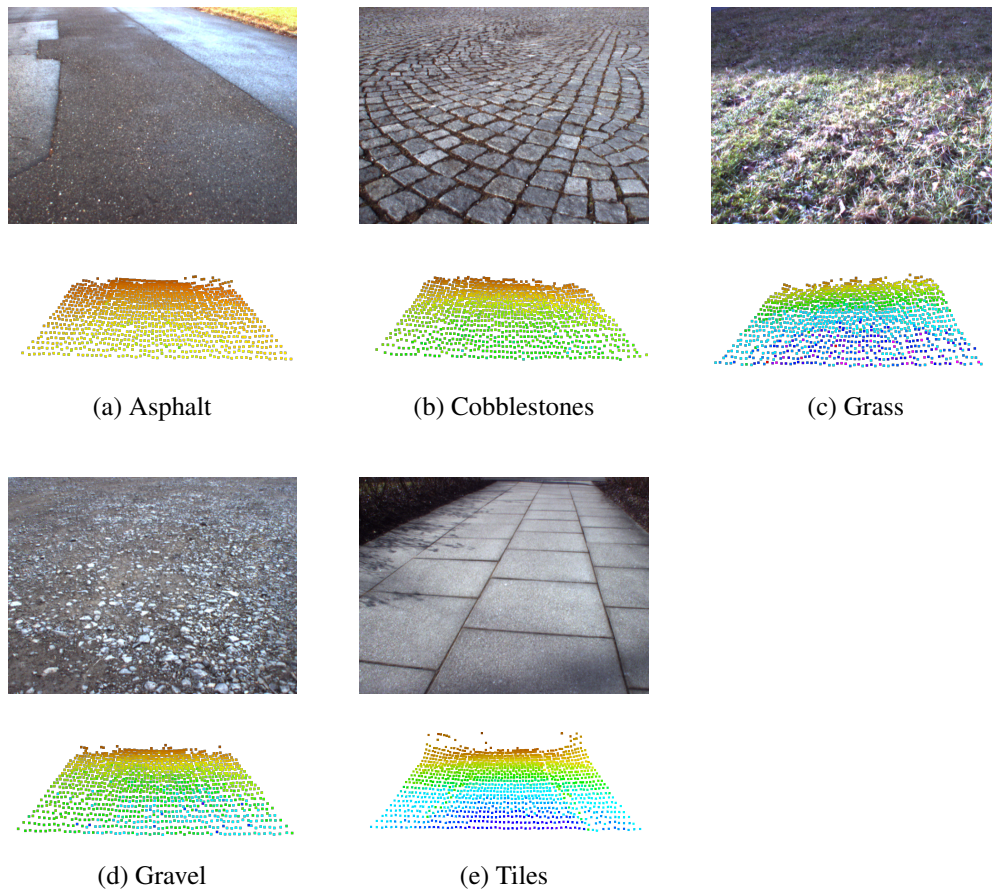 (a) Asphalt
(b) Cobblestones
(c) Grass
(d) Gravel
(e) Tiles